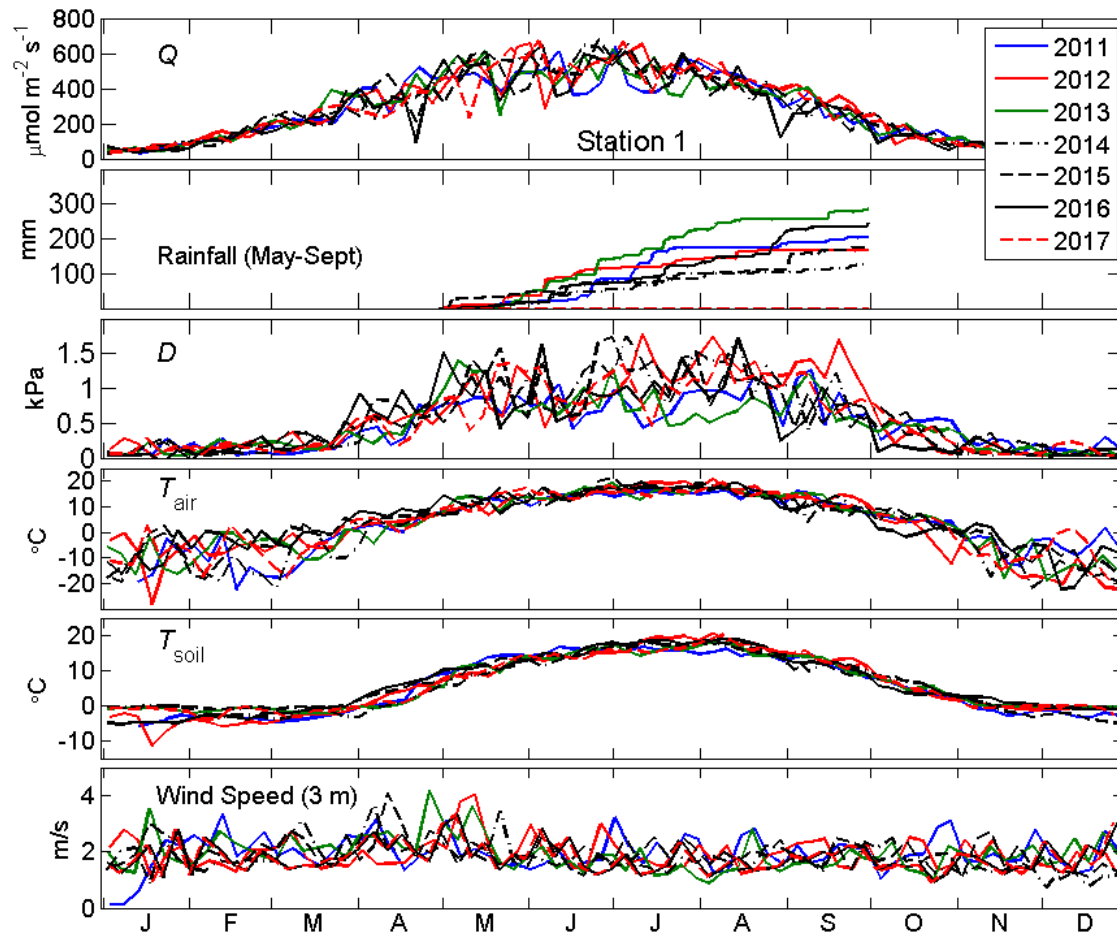 800
600
400
200
0
μmol m⁻² s⁻¹
Q
Station 1
2011
2012
2013
2014
2015
2016
2017
300
200
100
mm
Rainfall (May-Sept)
1.5
1
0.5
0
kPa
D
20
10
0
-10
-20
°C
T air
20
10
0
-10
°C
T soil
4
2
0
m/s
Wind Speed (3 m)
J F M A M J J A S O N D